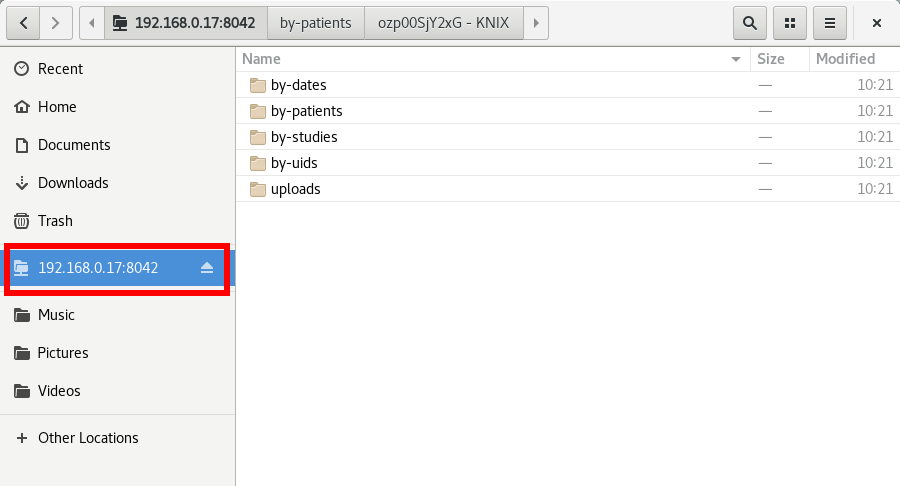 192.168.0.17:8042 by-patients ozp00SjY2xG - KNIX
Name Size Modified
Recent
Home
Documents
Downloads
Trash
192.168.0.17:8042
Music
Pictures
Videos
Other Locations
by-dates — 10:21
by-patients — 10:21
by-studies — 10:21
by-uids — 10:21
uploads — 10:21